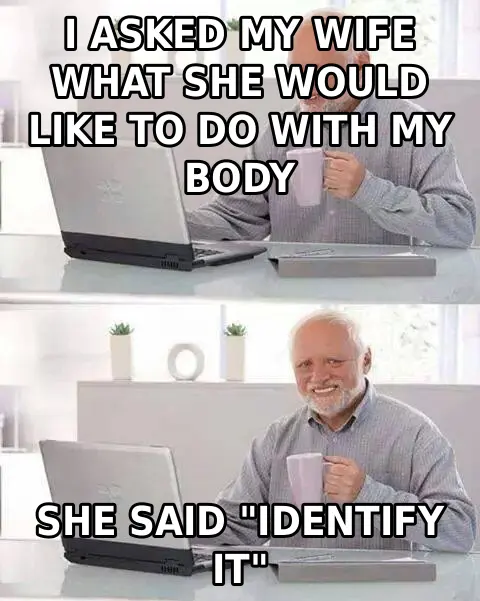 I ASKED MY WIFE
WHAT SHE WOULD
LIKE TO DO WITH MY
BODY
SHE SAID "IDENTIFY
IT"